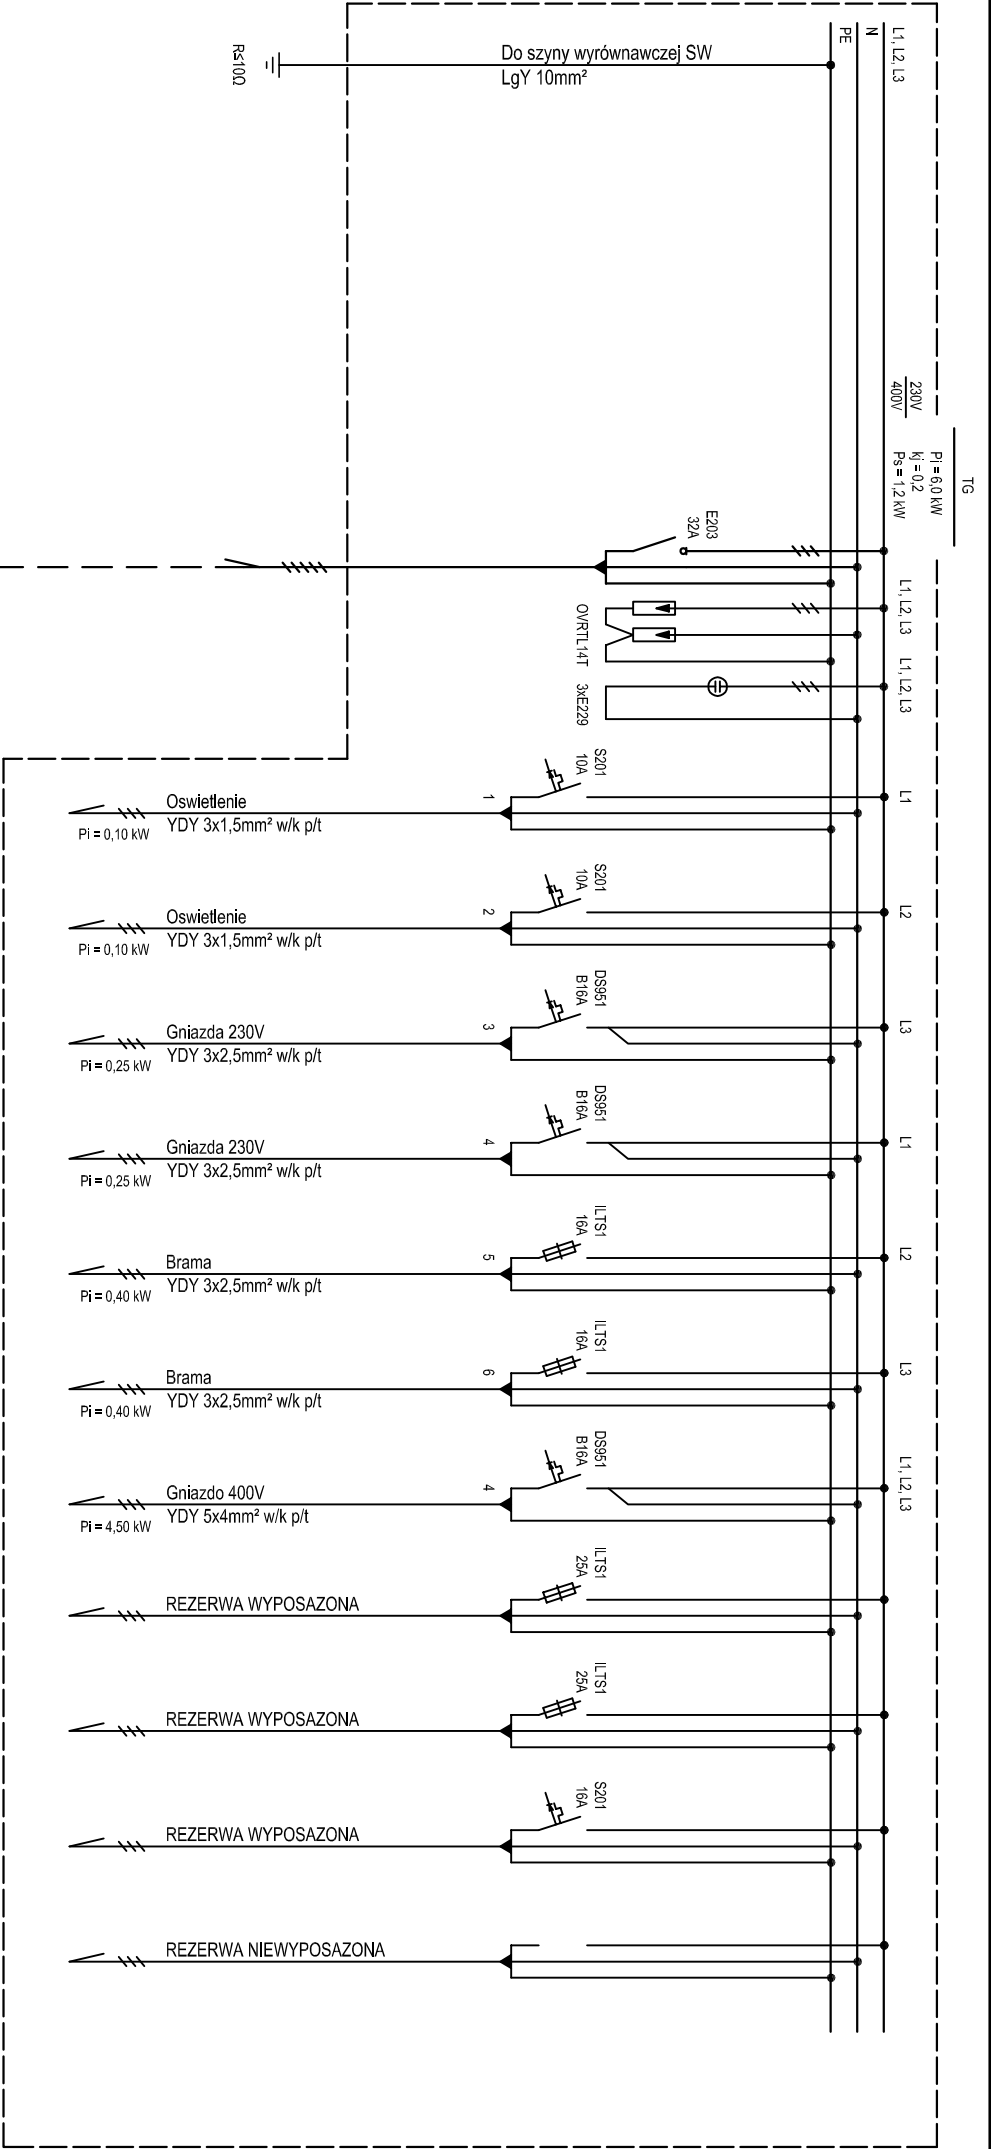 TG
Pi = 6,0 kW
kj = 0,2
Ps = 1,2 kW
230V
400V
L1, L2, L3
N
PE
Do szyny wyrównawczej SW
LgY 10mm²
R≤10Ω
E203
32A
L1, L2, L3
OVRTL14T
L1, L2, L3
3xE229
L1
S201
10A
1
Oswietlenie
YDY 3x1,5mm² w/k p/t
Pi = 0,10 kW
L2
S201
10A
2
Oswietlenie
YDY 3x1,5mm² w/k p/t
Pi = 0,10 kW
L3
DS951
B16A
3
Gniazda 230V
YDY 3x2,5mm² w/k p/t
Pi = 0,25 kW
L1
DS951
B16A
4
Gniazda 230V
YDY 3x2,5mm² w/k p/t
Pi = 0,25 kW
L2
ILTS1
16A
5
Brama
YDY 3x2,5mm² w/k p/t
Pi = 0,40 kW
L3
ILTS1
16A
6
Brama
YDY 3x2,5mm² w/k p/t
Pi = 0,40 kW
L1, L2, L3
DS951
B16A
4
Gniazdo 400V
YDY 5x4mm² w/k p/t
Pi = 4,50 kW
ILTS1
25A
REZERWA WYPOSAZONA
ILTS1
25A
REZERWA WYPOSAZONA
S201
16A
REZERWA WYPOSAZONA
REZERWA NIEWYPOSAZONA